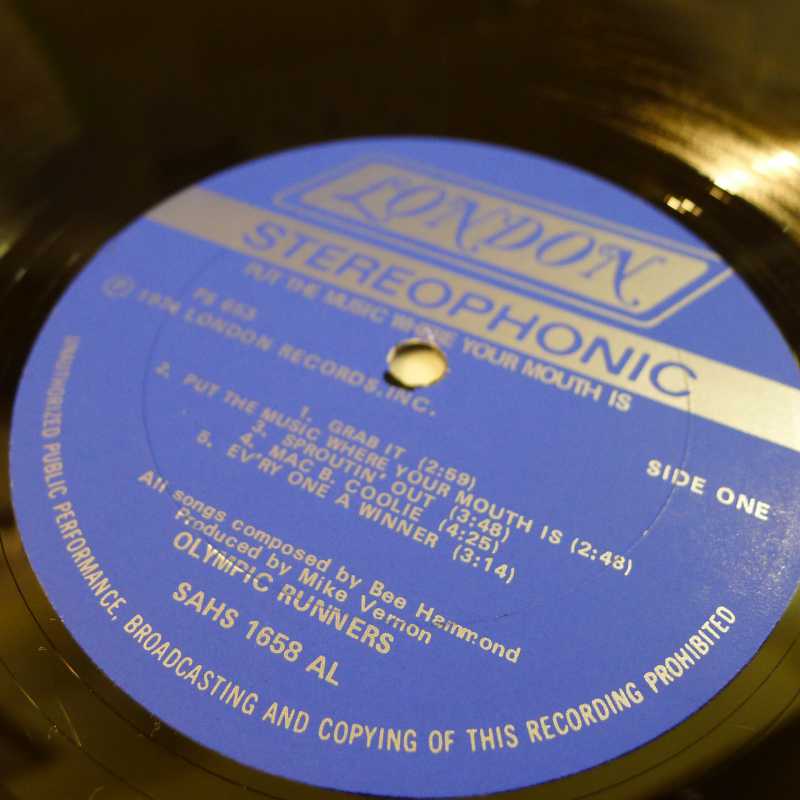 LONDON
STEREOPHONIC
PUT THE MUSIC WHERE YOUR MOUTH IS
PS 653
℗ 1974 LONDON RECORDS, INC.
SIDE ONE
1. GRAB IT (2:59)
2. PUT THE MUSIC WHERE YOUR MOUTH IS (2:48)
3. SPROUTIN' OUT (3:48)
4. MAC B. COOLIE (4:25)
5. EV'RY ONE A WINNER (3:14)
All songs composed by Bee Hammond
Produced by Mike Vernon
OLYMPIC RUNNERS
SAHS 1658 AL
UNAUTHORIZED PUBLIC PERFORMANCE, BROADCASTING AND COPYING OF THIS RECORDING PROHIBITED